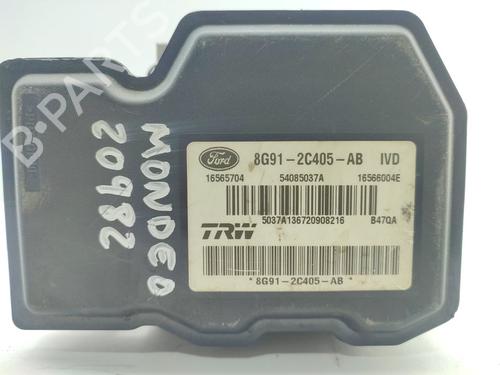 MONDEO
20982
Ford
8G91-2C405-AB IVD
16565704 54085037A 16566004E
5037A136720908216 B47QA
TRW
*8G91-2C405-AB*
B-PARTS